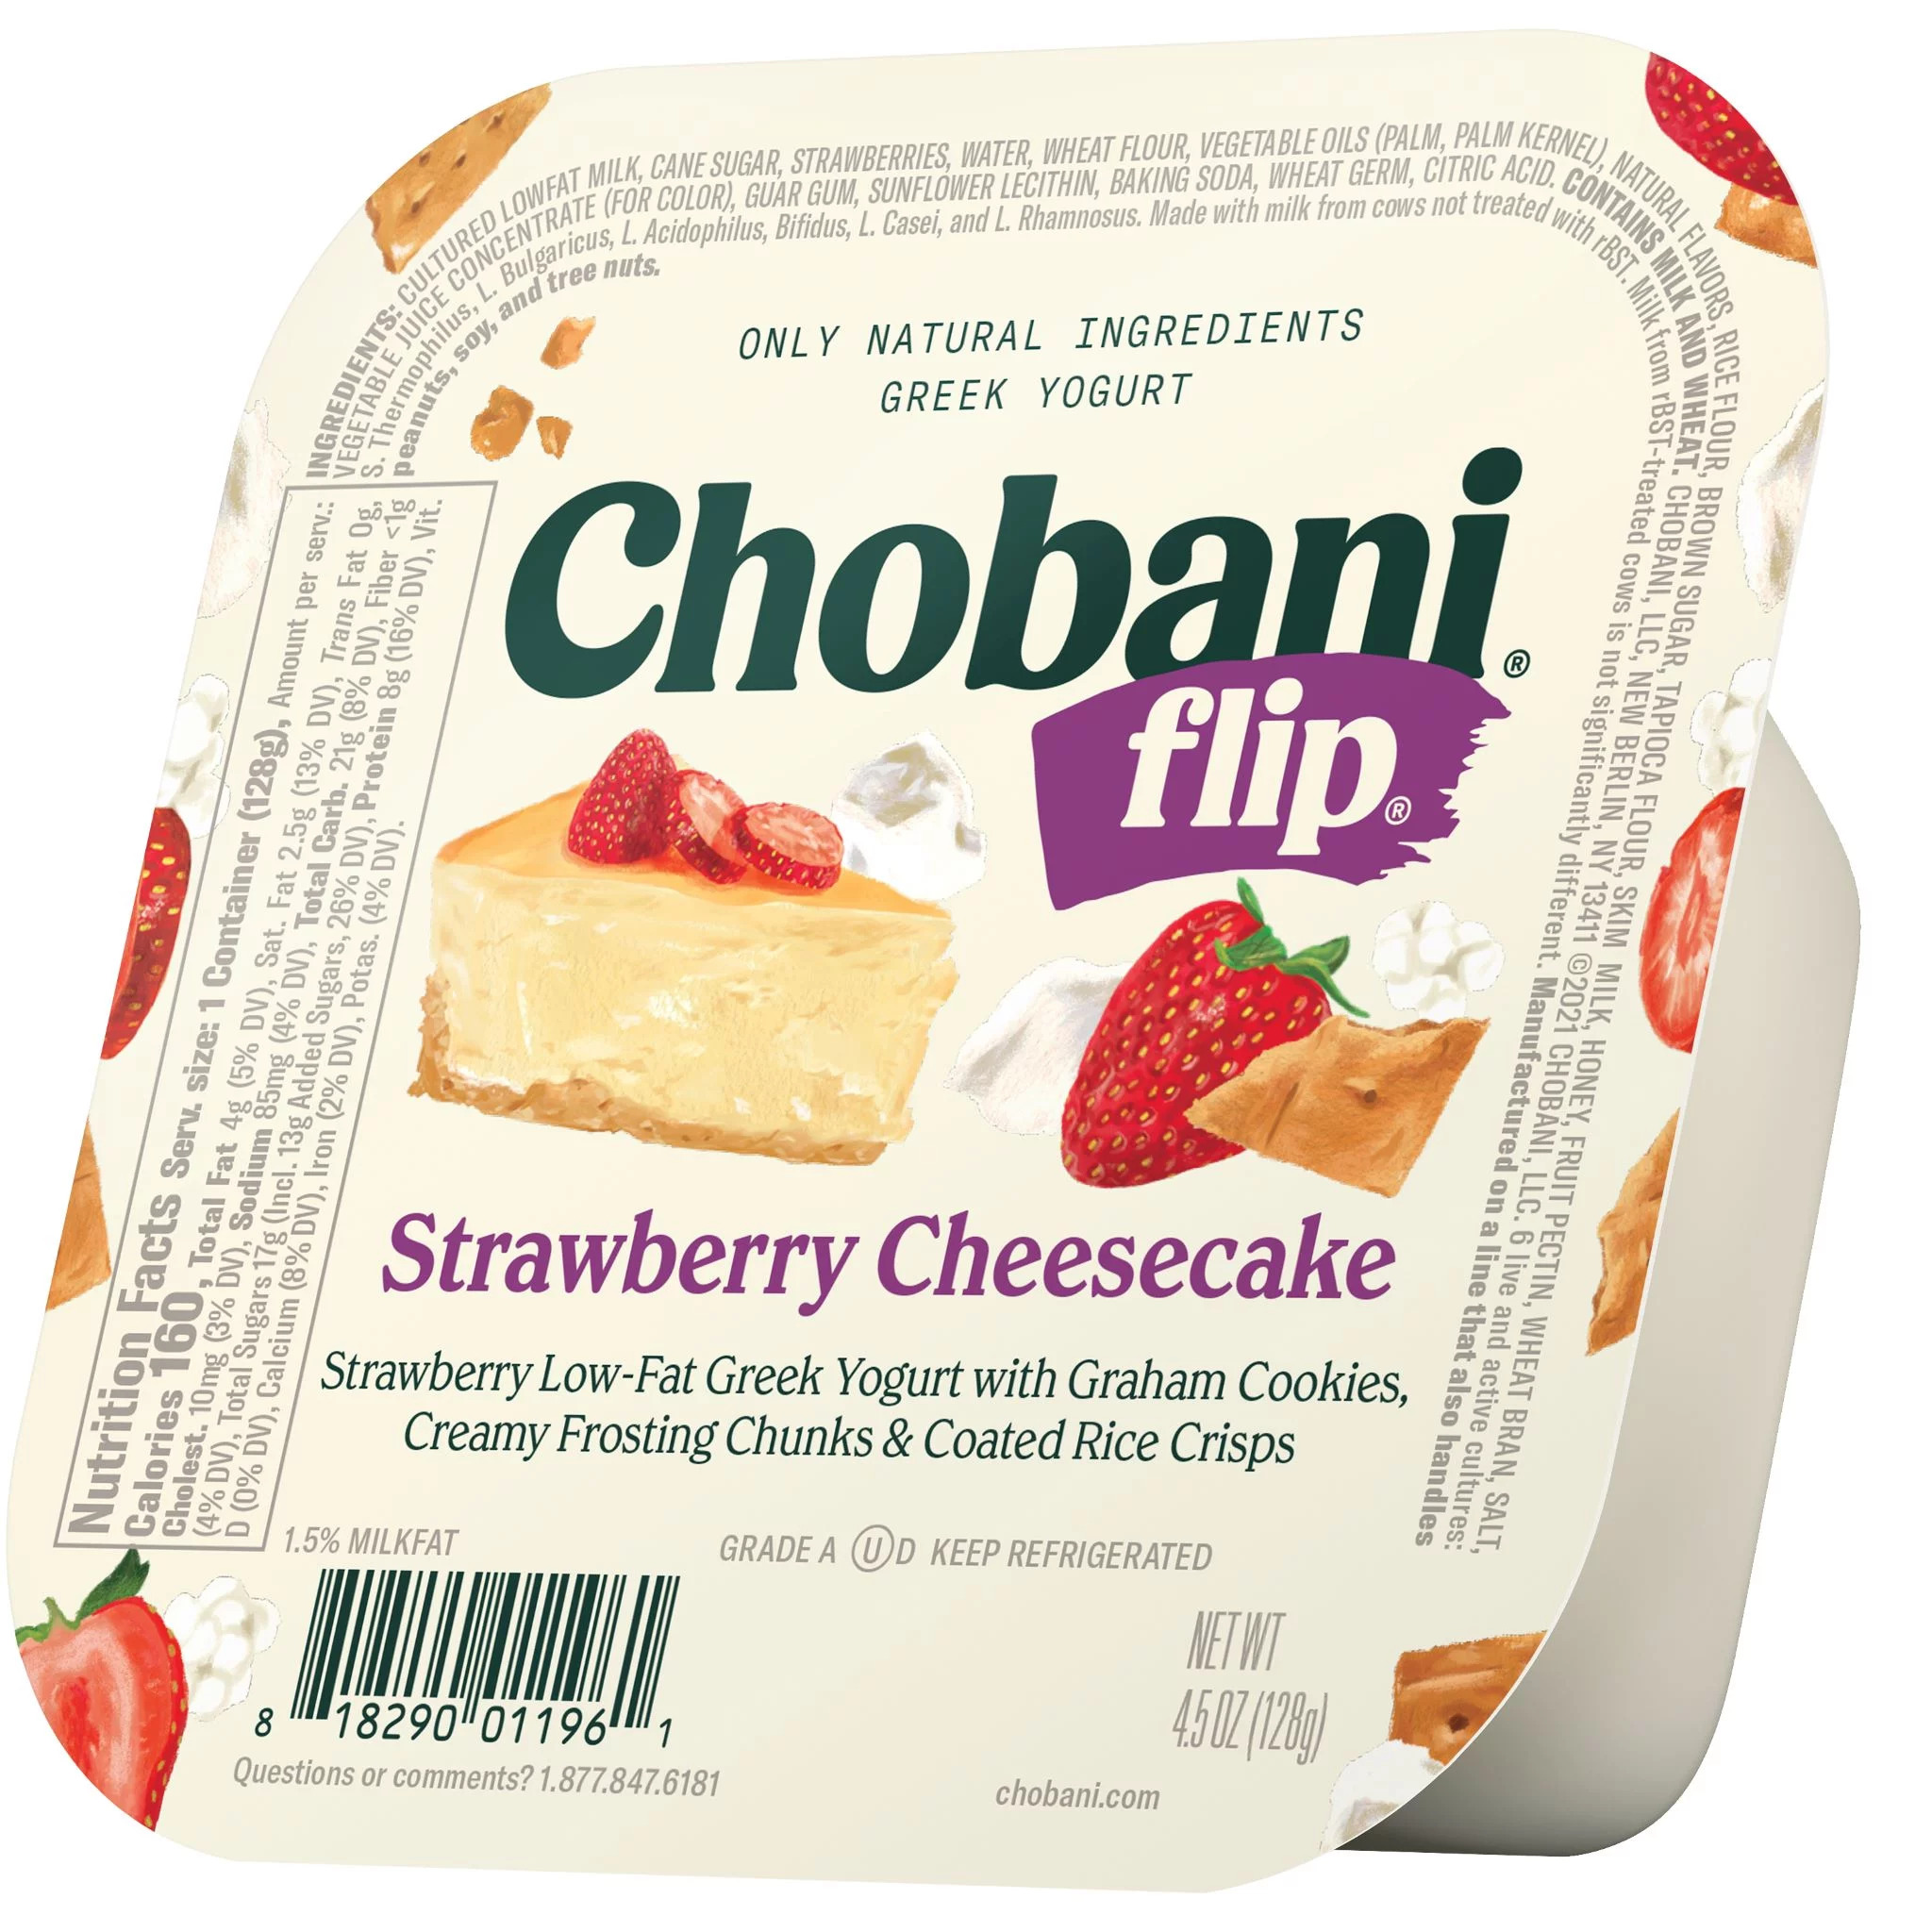 INGREDIENTS: CULTURED LOWFAT MILK, CANE SUGAR, STRAWBERRIES, WATER, WHEAT FLOUR, VEGETABLE OILS (PALM, PALM KERNEL), NATURAL FLAVORS, RICE FLOUR, BROWN SUGAR, TAPIOCA FLOUR, SKIM MILK, HONEY, FRUIT PECTIN, WHEAT BRAN, SALT,
VEGETABLE JUICE CONCENTRATE (FOR COLOR), GUAR GUM, SUNFLOWER LECITHIN, BAKING SODA, WHEAT GERM, CITRIC ACID. CONTAINS MILK AND WHEAT. CHOBANI, LLC, NEW BERLIN, NY 13411 ©2021 CHOBANI, LLC. 6 live and active cultures:
S. Thermophilus, L. Bulgaricus, L. Acidophilus, Bifidus, L. Casei, and L. Rhamnosus. Made with milk from cows not treated with rBST. Milk from rBST-treated cows is not significantly different. Manufactured on a line that also handles
peanuts, soy, and tree nuts.
ONLY NATURAL INGREDIENTS
GREEK YOGURT
Chobani®
flip®
Nutrition Facts Serv. size: 1 Container (128g), Amount per serv.:
Calories 160, Total Fat 4g (5% DV), Sat. Fat 2.5g (13% DV), Trans Fat 0g,
Cholest. 10mg (3% DV), Sodium 85mg (4% DV), Total Carb. 21g (8% DV), Fiber <1g
(4% DV), Total Sugars 17g (Incl. 13g Added Sugars, 26% DV), Protein 8g (16% DV), Vit.
D (0% DV), Calcium (8% DV), Iron (2% DV), Potas. (4% DV).
Strawberry Cheesecake
Strawberry Low-Fat Greek Yogurt with Graham Cookies,
Creamy Frosting Chunks & Coated Rice Crisps
1.5% MILKFAT
GRADE A Ⓤ D KEEP REFRIGERATED
8 18290 01196 1
NET WT
4.5 OZ (128g)
Questions or comments? 1.877.847.6181
chobani.com